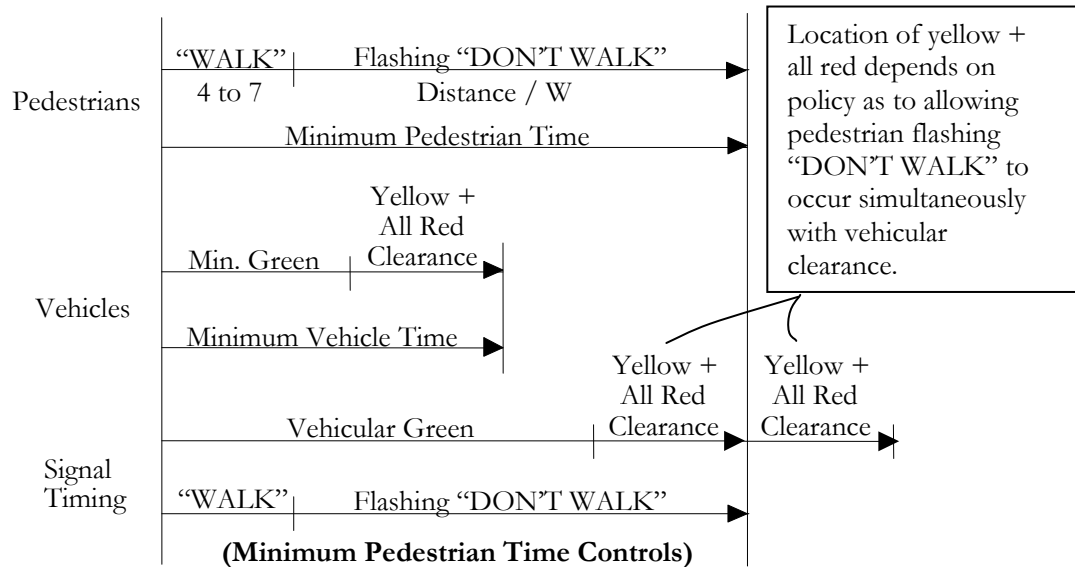 Pedestrians
“WALK”
4 to 7
Flashing “DON'T WALK”
Distance / W
Minimum Pedestrian Time
Location of yellow +
all red depends on
policy as to allowing
pedestrian flashing
“DON'T WALK” to
occur simultaneously
with vehicular
clearance.
Vehicles
Min. Green
Yellow +
All Red
Clearance
Minimum Vehicle Time
Signal
Timing
Vehicular Green
Yellow +
All Red
Clearance
Yellow +
All Red
Clearance
“WALK”
Flashing “DON'T WALK”
(Minimum Pedestrian Time Controls)